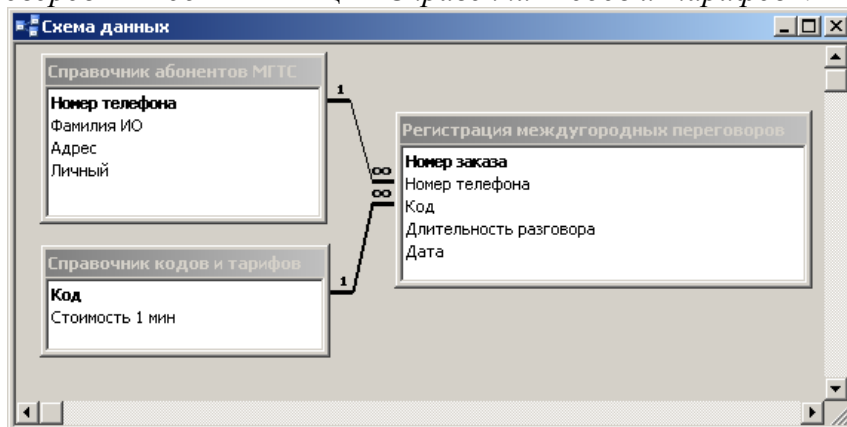 Схема данных
Справочник абонентов МГТС
Номер телефона
Фамилия ИО
Адрес
Личный
1
∞
∞
Регистрация междугородных переговоров
Номер заказа
Номер телефона
Код
Длительность разговора
Дата
Справочник кодов и тарифов
Код
Стоимость 1 мин
1